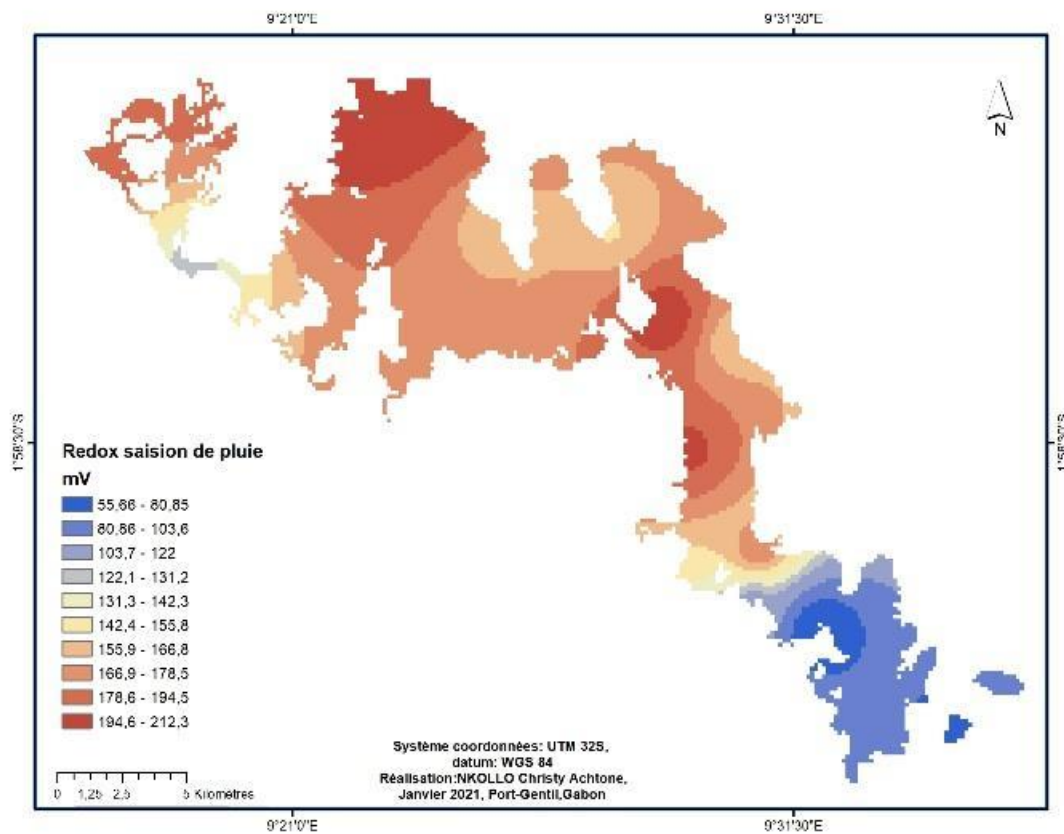 9°21'0"E 9°31'30"E
N
1°58'30"S 1°58'30"S
Redox saision de pluie
mV
55,66 - 80,85
80,86 - 103,6
103,7 - 122
122,1 - 131,2
131,3 - 142,3
142,4 - 155,8
155,9 - 166,8
166,9 - 178,5
178,6 - 194,5
194,6 - 212,3
Système coordonnées: UTM 32S,
datum: WGS 84
Réalisation:NKOLLO Christy Achtone,
Janvier 2021, Port-Gentil,Gabon
0 1,25 2,5 5 Kilometres
9°21'0"E 9°31'30"E